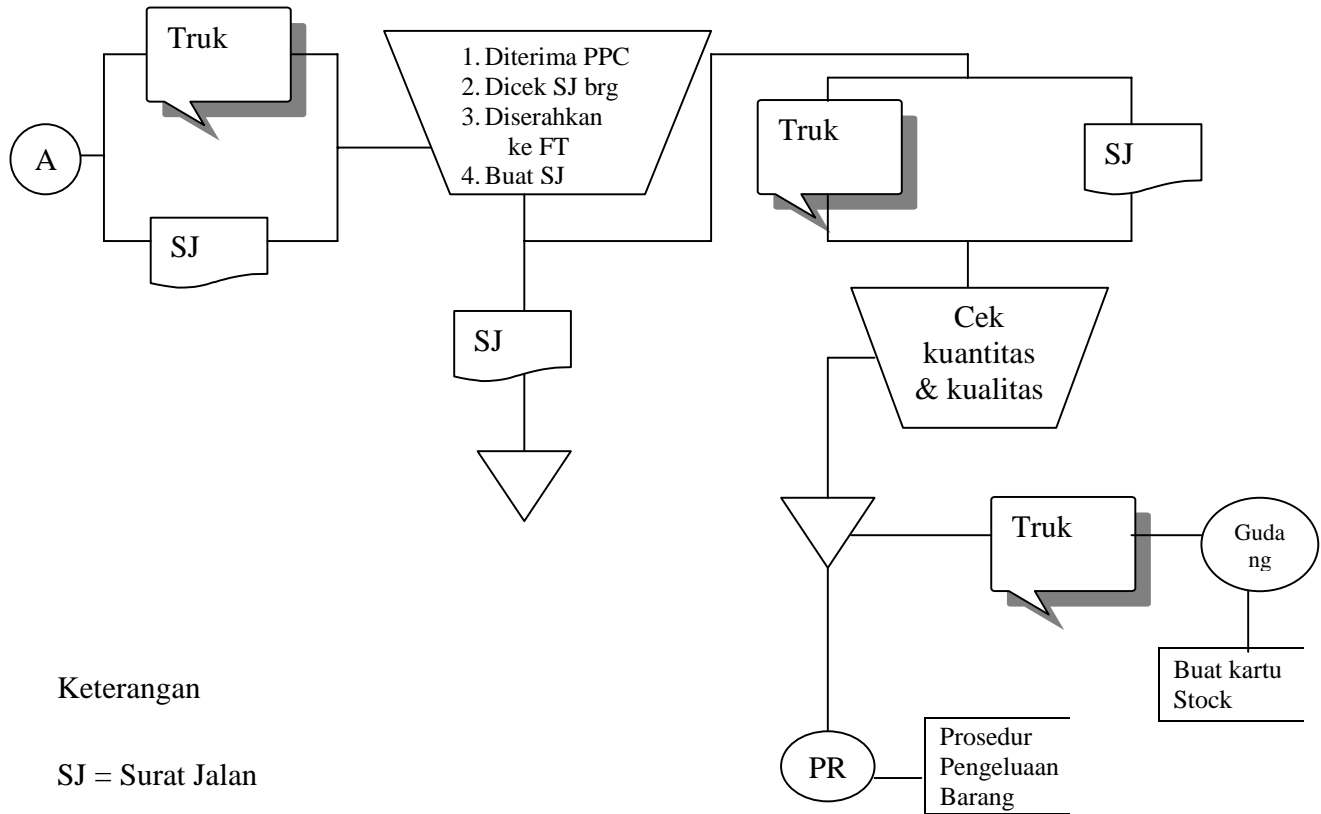 Truk
A
SJ
1. Diterima PPC
2. Dicek SJ brg
3. Diserahkan
ke FT
4. Buat SJ
SJ
Truk
SJ
Cek
kuantitas
& kualitas
Truk
Guda
ng
Buat kartu
Stock
PR
Prosedur
Pengeluaan
Barang
Keterangan
SJ = Surat Jalan